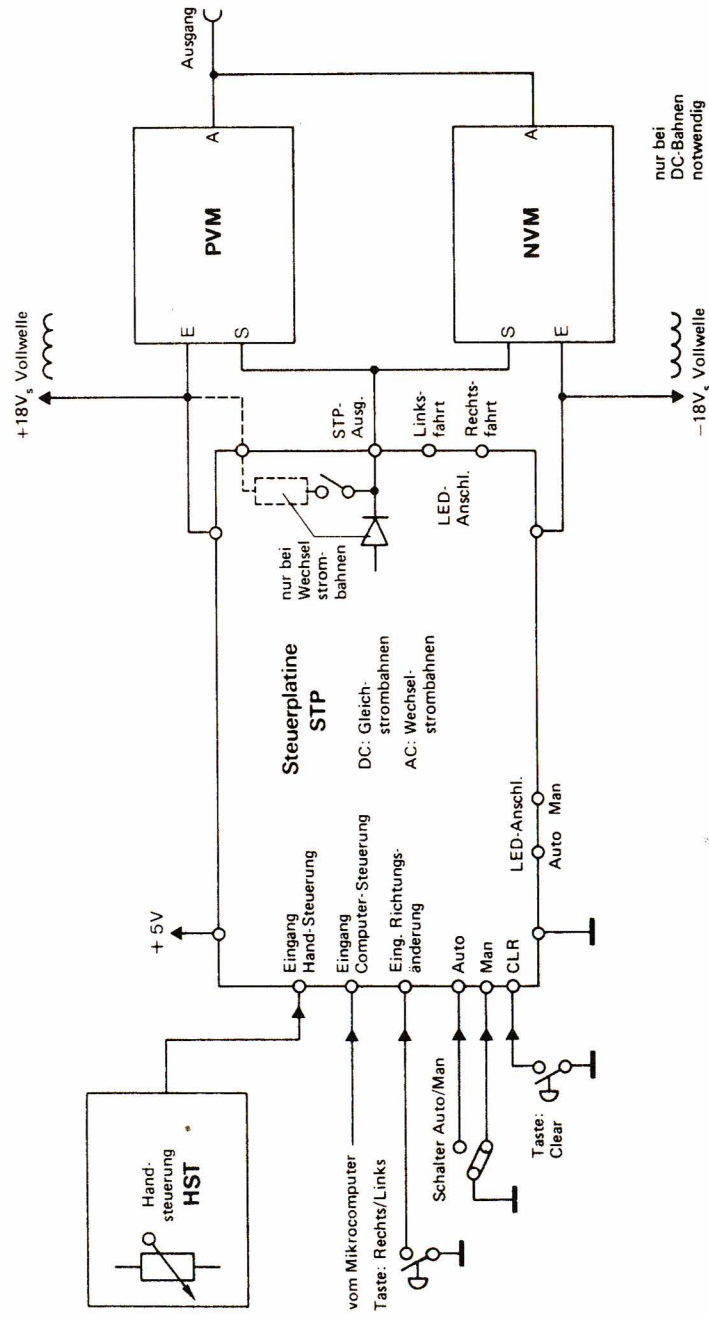 Hand-
steuerung
HST
vom Mikrocomputer
Taste: Rechts/Links
Schalter Auto/Man
Taste:
Clear
+ 5V
Eingang
Hand-Steuerung
Eingang
Computer-Steuerung
Eing. Richtungs-
änderung
Auto
Man
CLR
LED-Anschl.
Auto Man
Steuerplatine
STP
DC: Gleich-
strombahnen
AC: Wechsel-
strombahnen
nur bei
Wechsel
strom-
bahnen
STP-
Ausg.
LED-
Anschl.
Links-
fahrt
Rechts-
fahrt
+18Vs Vollwelle
−18Vs Vollwelle
E
S
PVM
A
S
E
NVM
A
Ausgang
nur bei
DC-Bahnen
notwendig